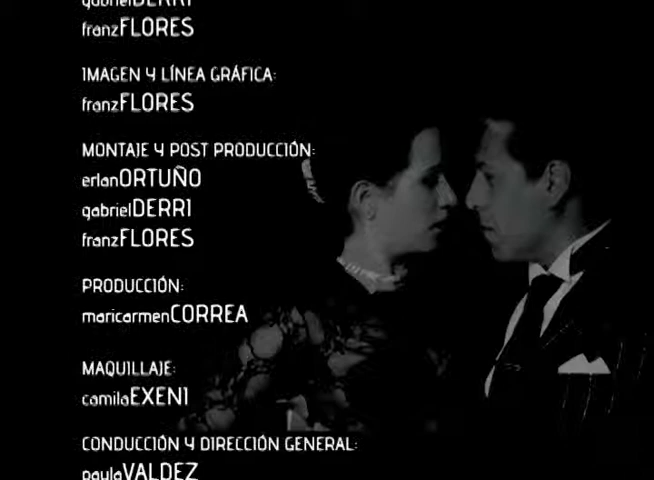 gabrielDERRI
franzFLORES
IMAGEN Y LÍNEA GRÁFICA:
franzFLORES
MONTAJE Y POST PRODUCCIÓN:
erlanORTUÑO
gabrielDERRI
franzFLORES
PRODUCCIÓN:
maricarmenCORREA
MAQUILLAJE:
camilaEXENI
CONDUCCIÓN Y DIRECCIÓN GENERAL:
paulaVALDEZ